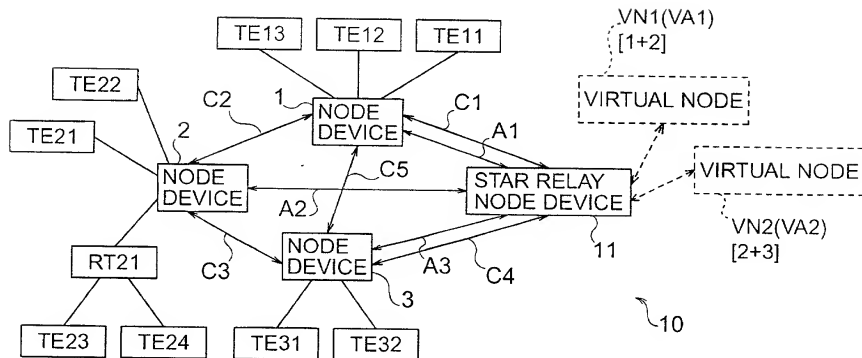 VN1(VA1)
[1+2]
TE13
TE12
TE11
TE22
C2
1
NODE
DEVICE
C1
A1
VIRTUAL NODE
TE21
2
NODE
DEVICE
C5
A2
STAR RELAY
NODE DEVICE
11
VIRTUAL NODE
VN2(VA2)
[2+3]
RT21
C3
NODE
DEVICE
3
A3
C4
TE23
TE24
TE31
TE32
10